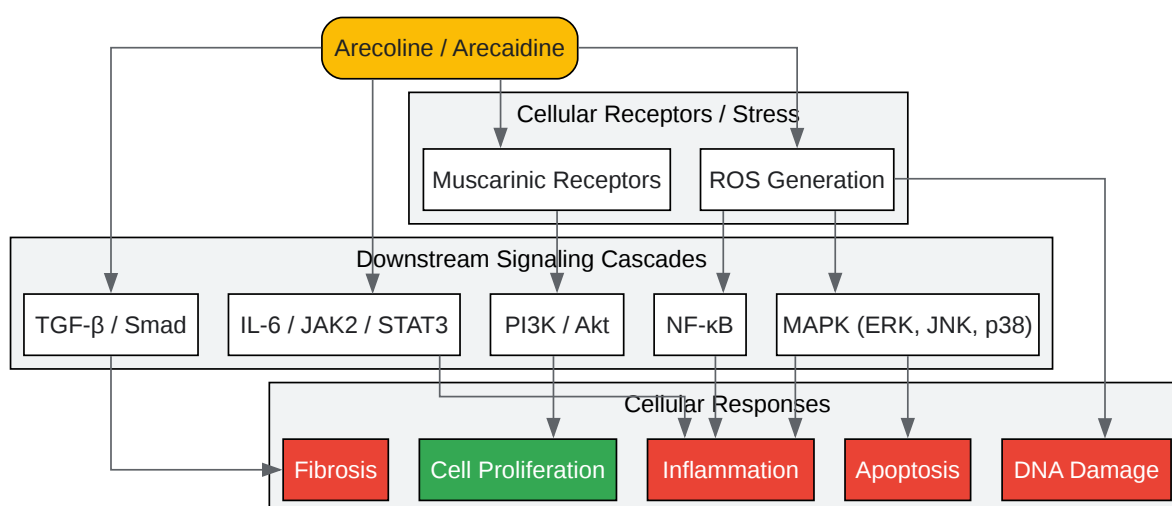 Arecoline / Arecaidine
Cellular Receptors / Stress
Muscarinic Receptors
ROS Generation
Downstream Signaling Cascades
TGF-β / Smad
IL-6 / JAK2 / STAT3
PI3K / Akt
NF-κB
MAPK (ERK, JNK, p38)
Cellular Responses
Fibrosis
Cell Proliferation
Inflammation
Apoptosis
DNA Damage